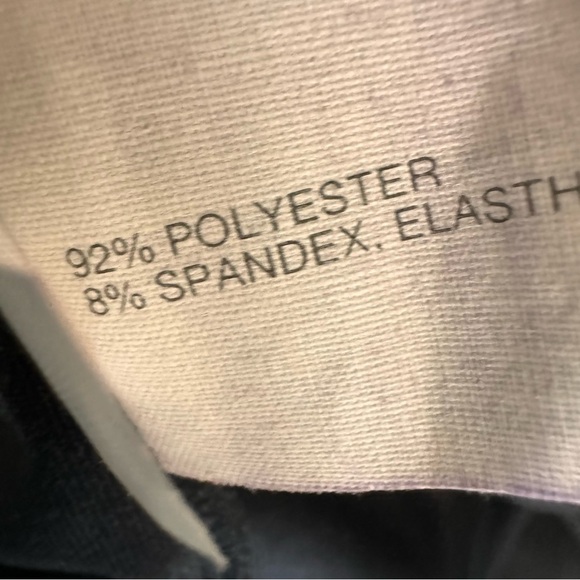 92% POLYESTER
8% SPANDEX, ELASTH